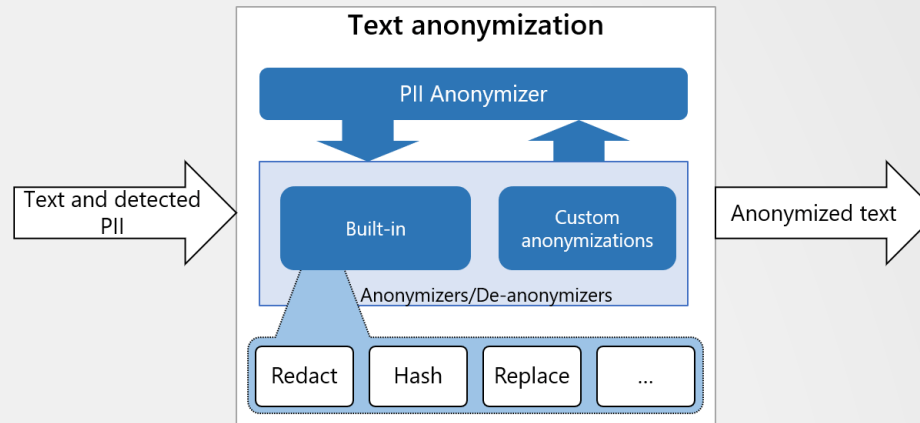 Text anonymization
PII Anonymizer
Text and detected
PII
Built-in
Custom
anonymizations
Anonymized text
Anonymizers/De-anonymizers
Redact
Hash
Replace
...